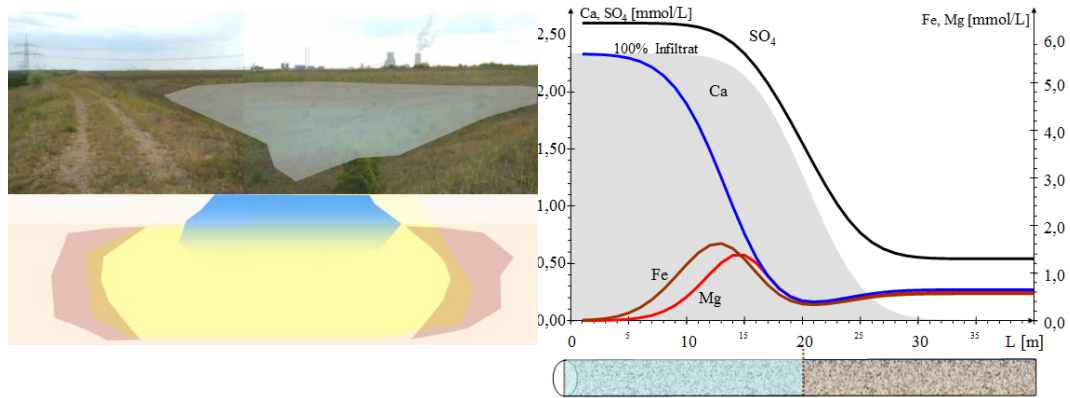 Ca, SO₄ [mmol/L]
Fe, Mg [mmol/L]
SO₄
100% Infiltrat
Ca
Fe
Mg
2,50
2,00
1,50
1,00
0,50
0,00
6,0
5,0
4,0
3,0
2,0
1,0
0,0
5
10
15
20
25
30
35
L [m]